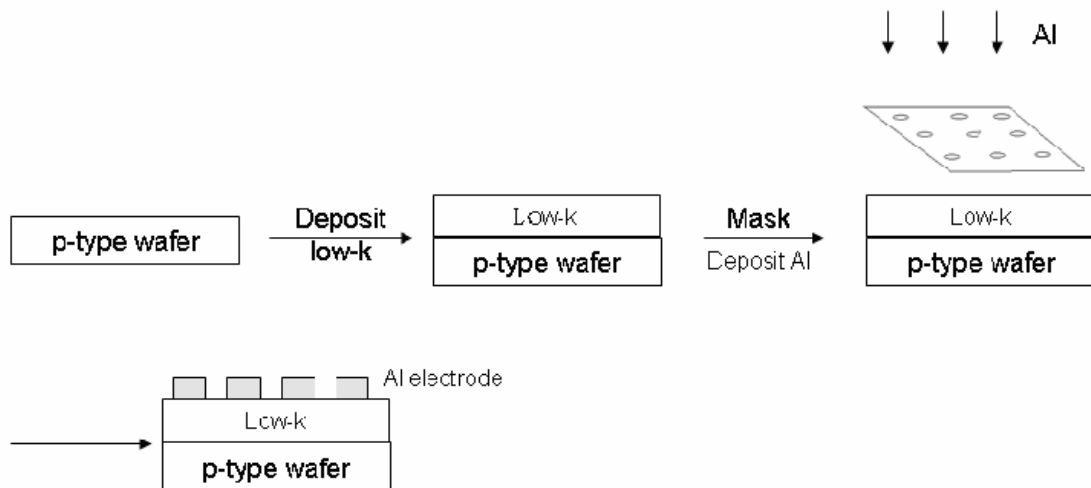 Al
p-type wafer
Deposit
low-k
Low-k
p-type wafer
Mask
Deposit Al
Low-k
p-type wafer
Al electrode
Low-k
p-type wafer